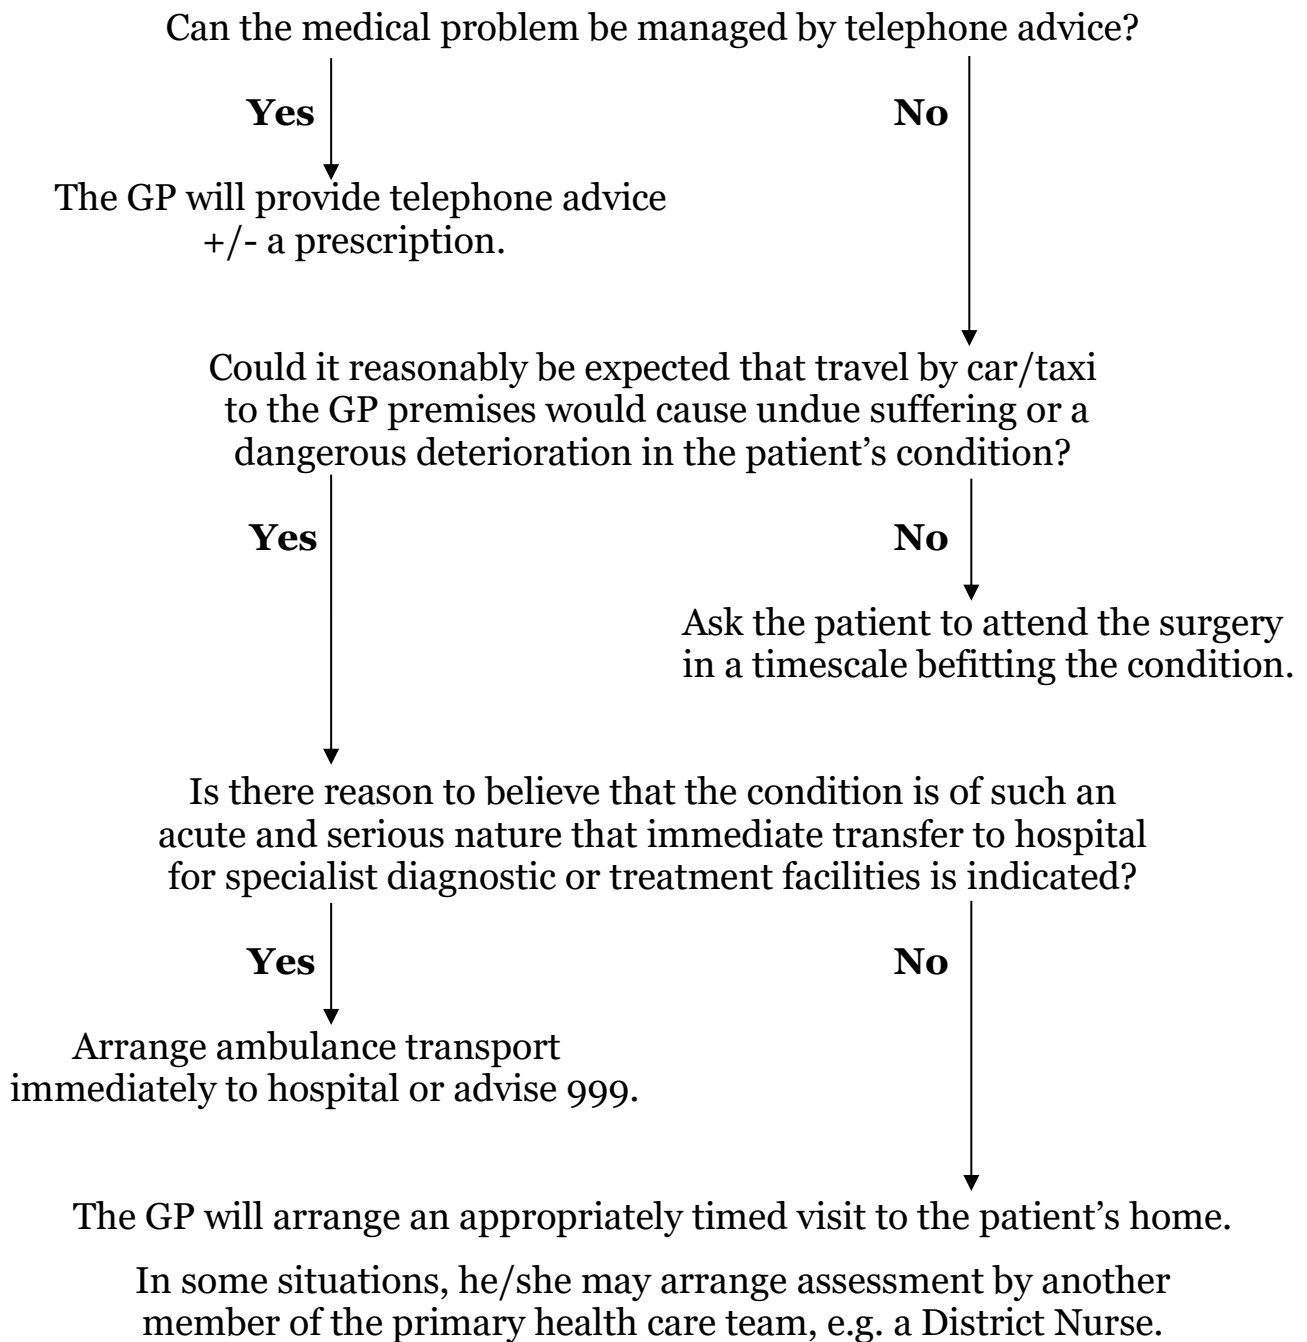 Can the medical problem be managed by telephone advice?
Yes
No
The GP will provide telephone advice
+/- a prescription.
Could it reasonably be expected that travel by car/taxi
to the GP premises would cause undue suffering or a
dangerous deterioration in the patient’s condition?
Yes
No
Ask the patient to attend the surgery
in a timescale befitting the condition.
Is there reason to believe that the condition is of such an
acute and serious nature that immediate transfer to hospital
for specialist diagnostic or treatment facilities is indicated?
Yes
No
Arrange ambulance transport
immediately to hospital or advise 999.
The GP will arrange an appropriately timed visit to the patient’s home.
In some situations, he/she may arrange assessment by another
member of the primary health care team, e.g. a District Nurse.